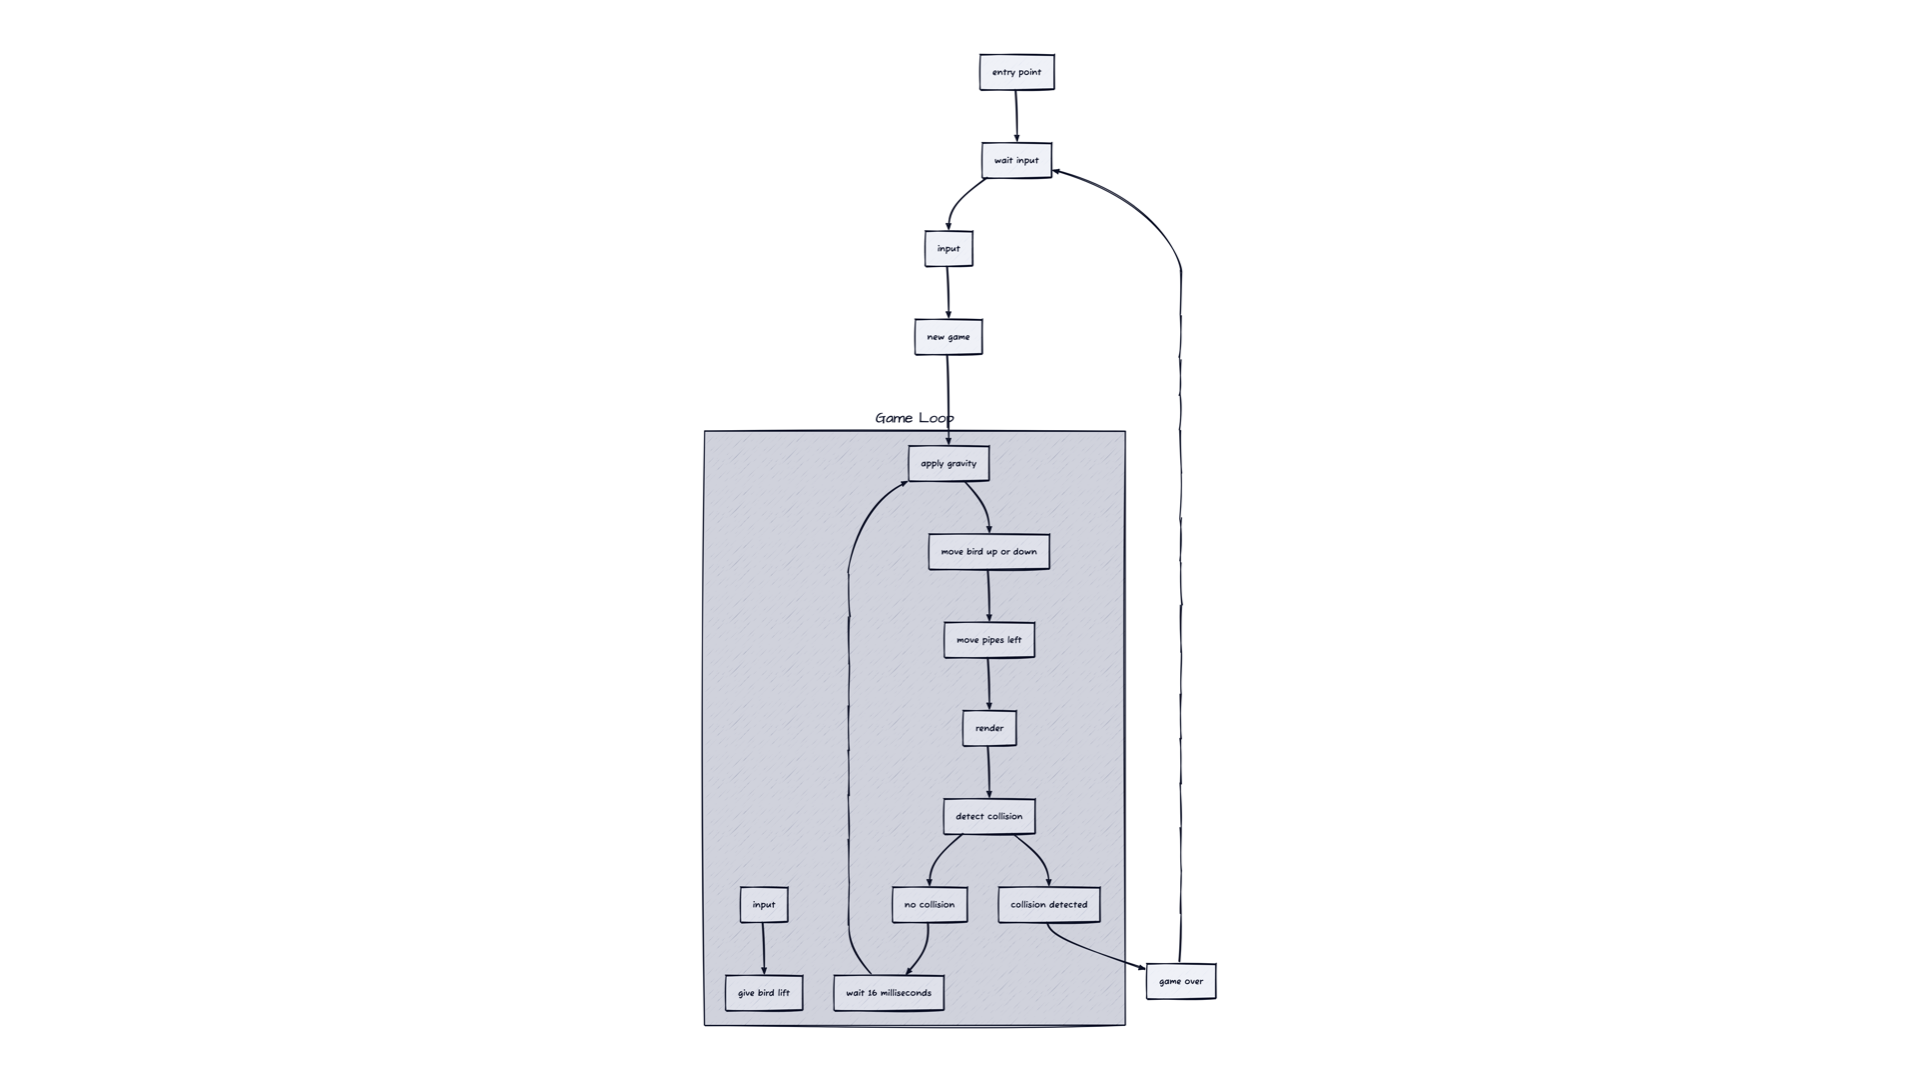 entry point
wait input
input
new game
Game Loop
apply gravity
move bird up or down
move pipes left
render
detect collision
input
no collision
collision detected
give bird lift
wait 16 milliseconds
game over